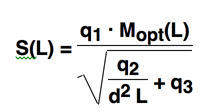 S(L) = q1 · Mopt(L) / √(q2 / d² L + q3)